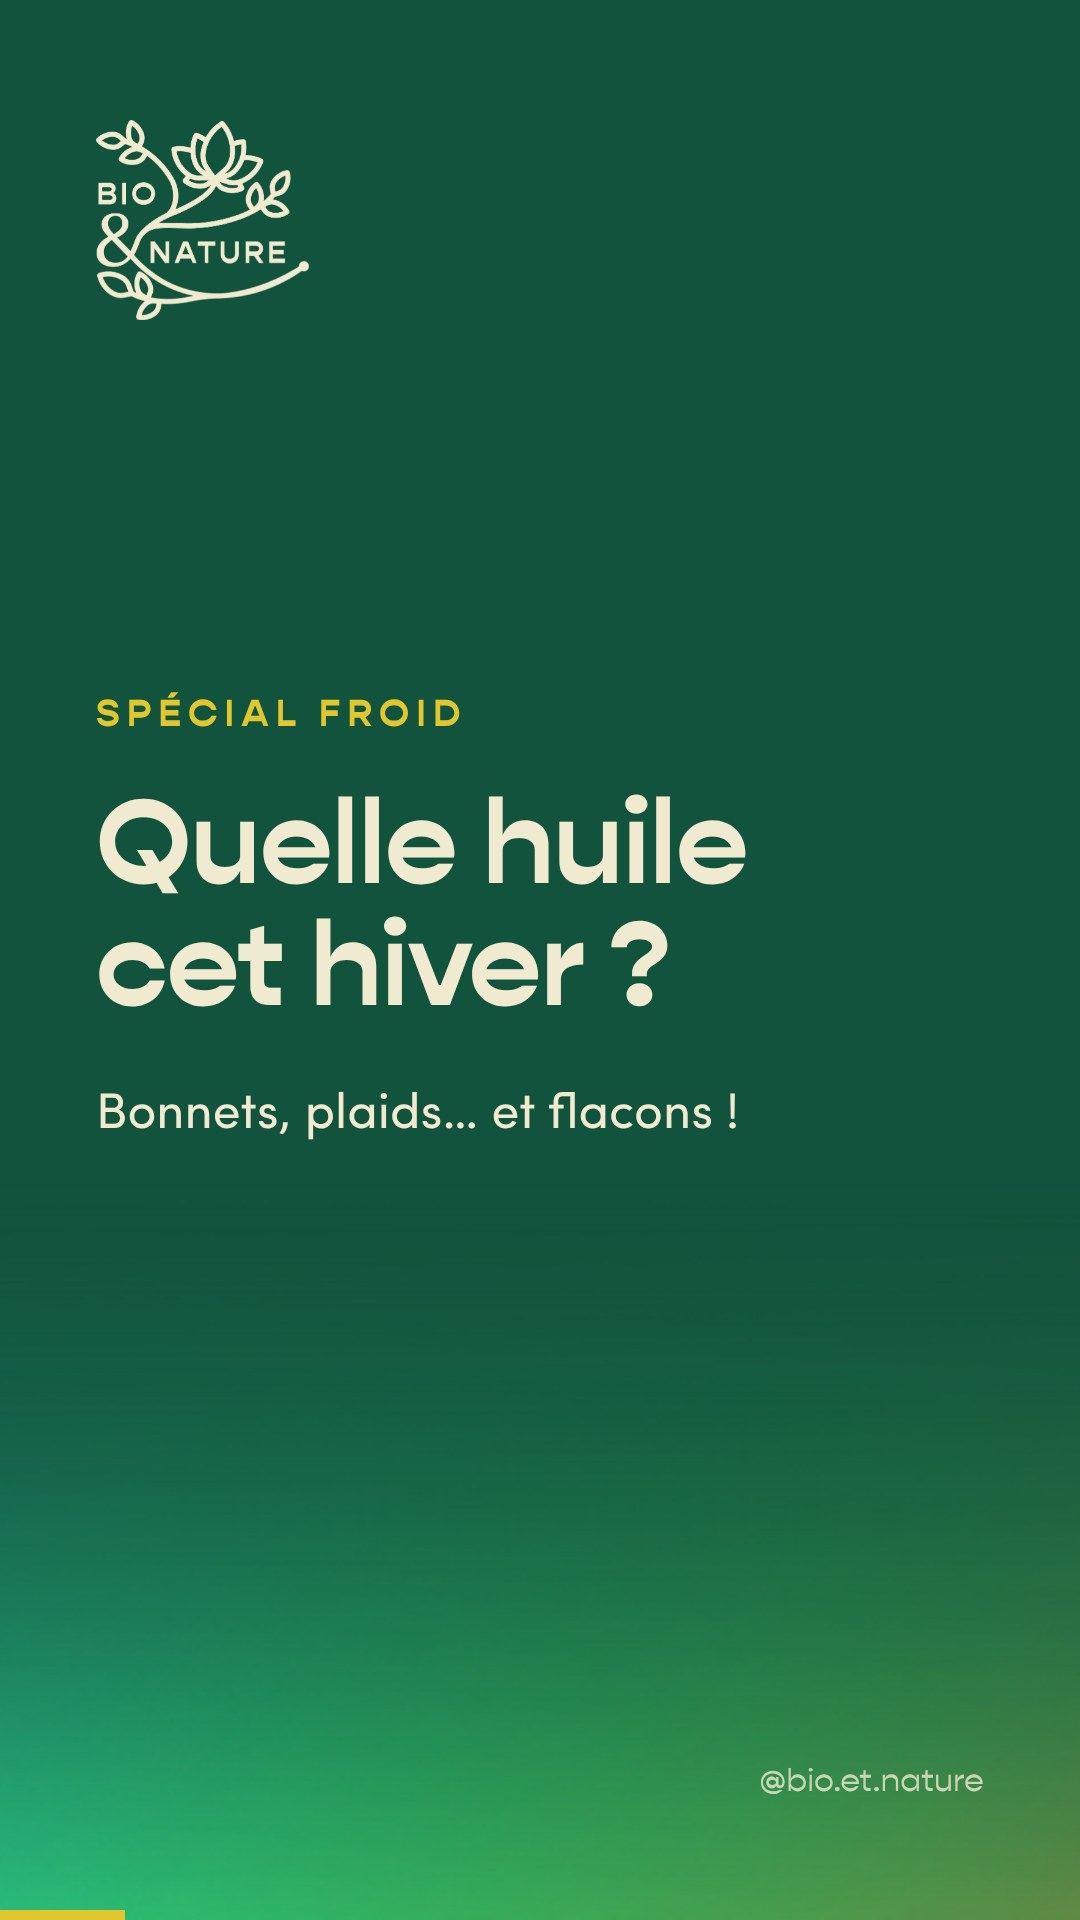 BIO
& NATURE
SPÉCIAL FROID
Quelle huile
cet hiver ?
Bonnets, plaids... et flacons !
@bio.et.nature